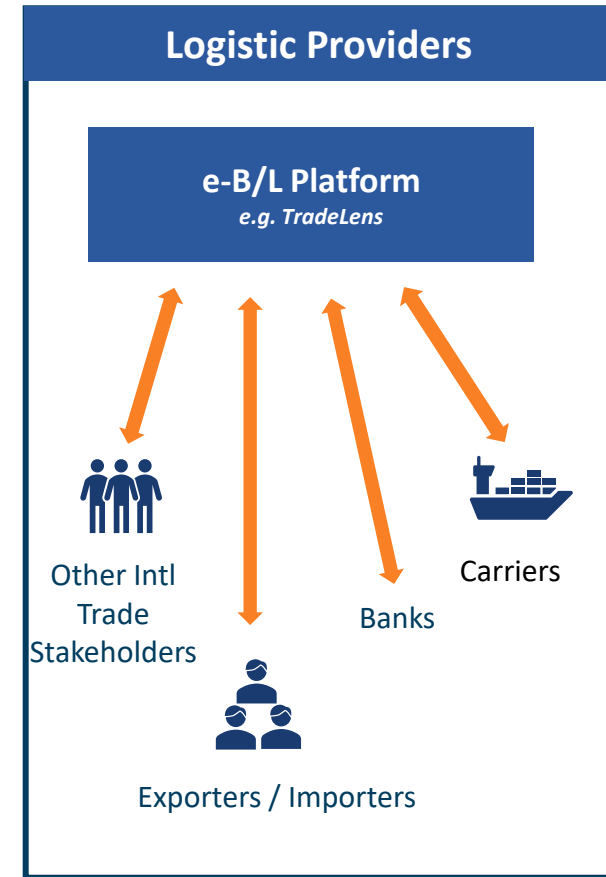 Logistic Providers
e-B/L Platform
e.g. TradeLens
Other Intl
Trade
Stakeholders
Banks
Carriers
Exporters / Importers